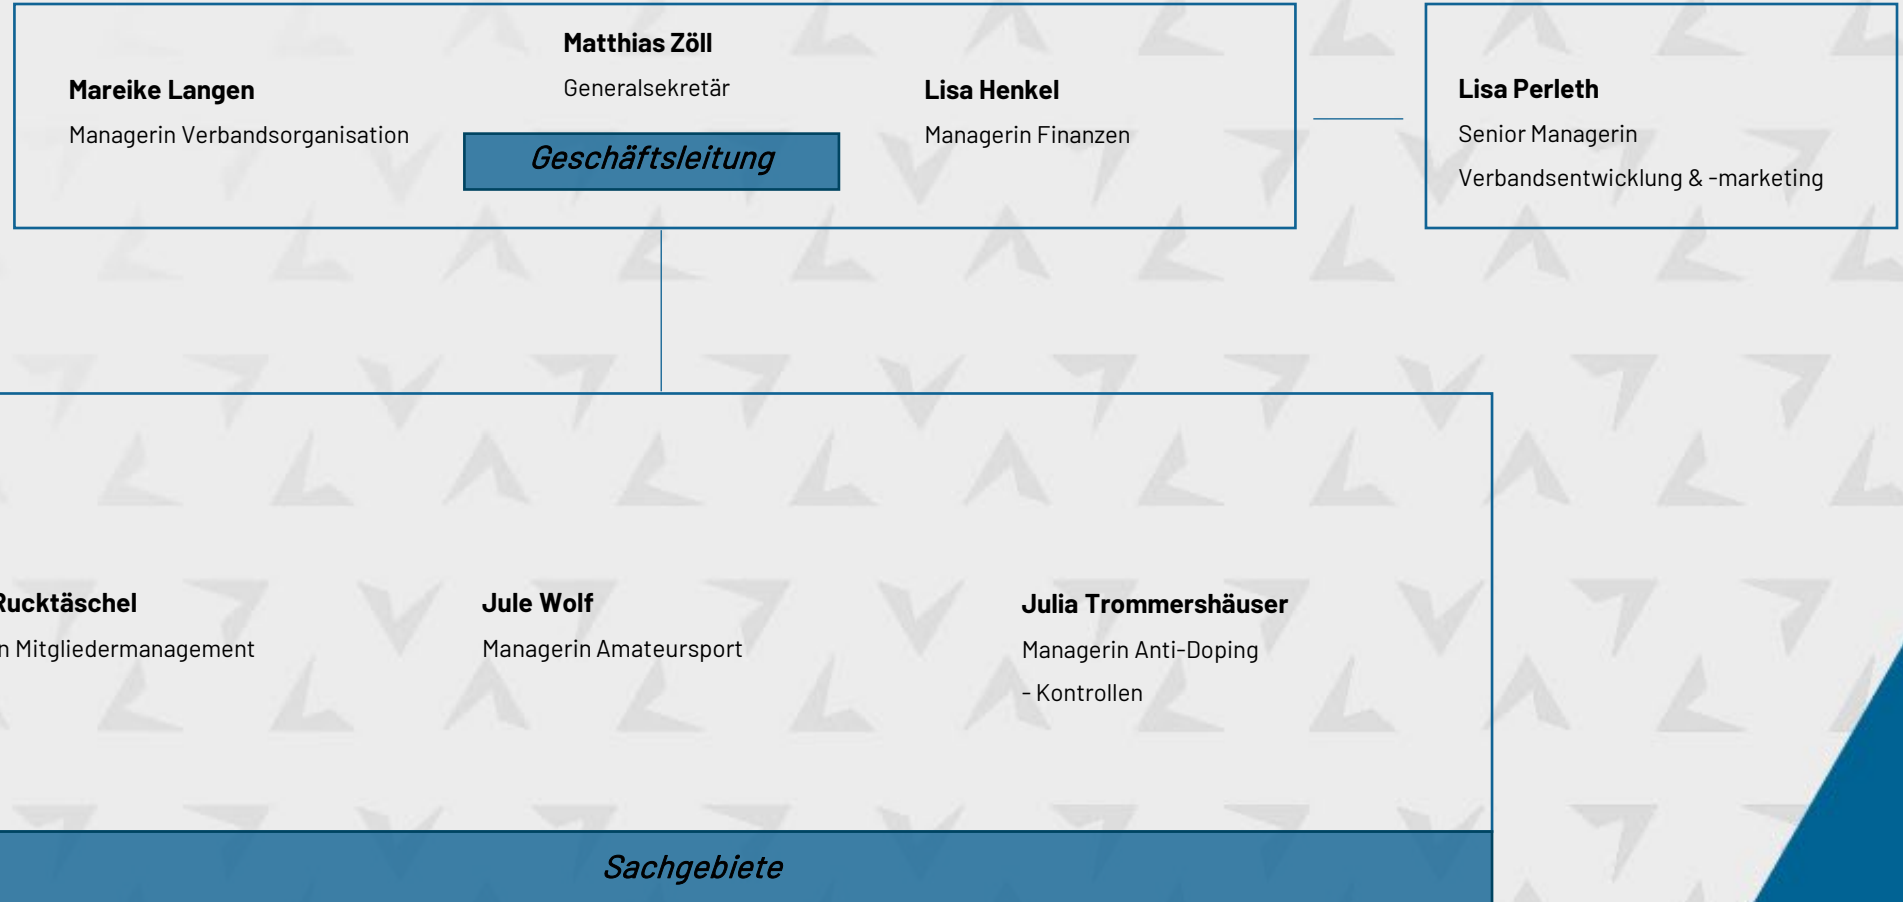 Matthias Zöll
Generalsekretär
Mareike Langen
Managerin Verbandsorganisation
Geschäftsleitung
Lisa Henkel
Managerin Finanzen
Lisa Perleth
Senior Managerin
Verbandsentwicklung & -marketing
Rucktäschel
n Mitgliedermanagement
Jule Wolf
Managerin Amateursport
Julia Trommershäuser
Managerin Anti-Doping
- Kontrollen
Sachgebiete